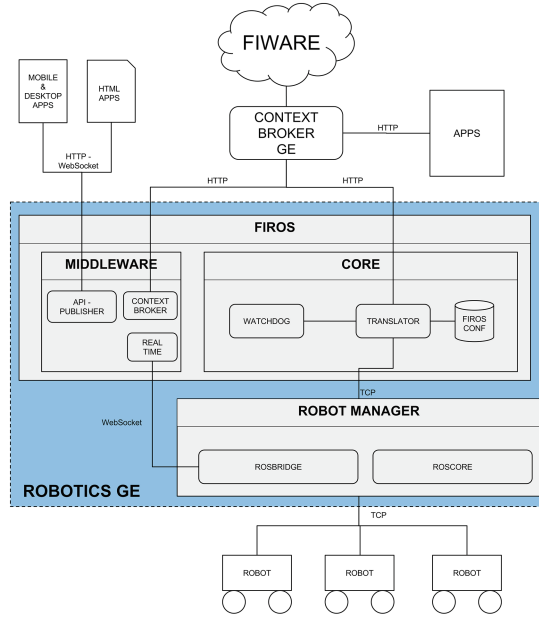 FIWARE
MOBILE
&
DESKTOP
APPS
HTML
APPS
CONTEXT
BROKER
GE
HTTP
APPS
HTTP -
WebSocket
HTTP
HTTP
FIROS
MIDDLEWARE
CORE
API -
PUBLISHER
CONTEXT
BROKER
REAL
TIME
WATCHDOG
TRANSLATOR
FIROS
CONF
TCP
WebSocket
ROBOT MANAGER
ROSBRIDGE
ROSCORE
ROBOTICS GE
TCP
ROBOT
ROBOT
ROBOT